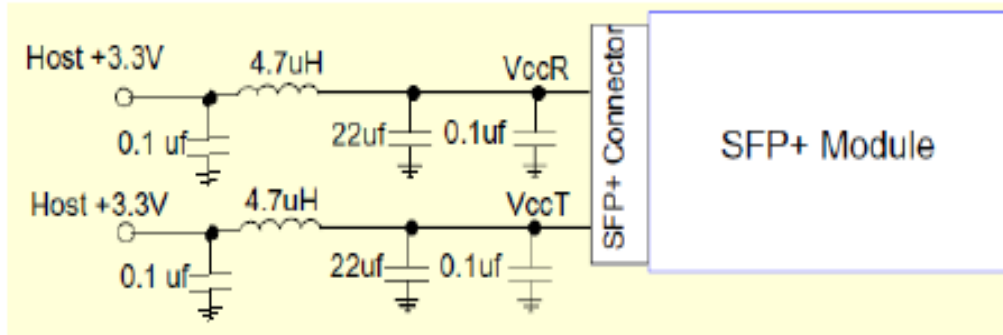 Host +3.3V
4.7uH
VccR
0.1 uf
22uf
0.1uf
Host +3.3V
4.7uH
VccT
0.1 uf
22uf
0.1uf
SFP+ Connector
SFP+ Module